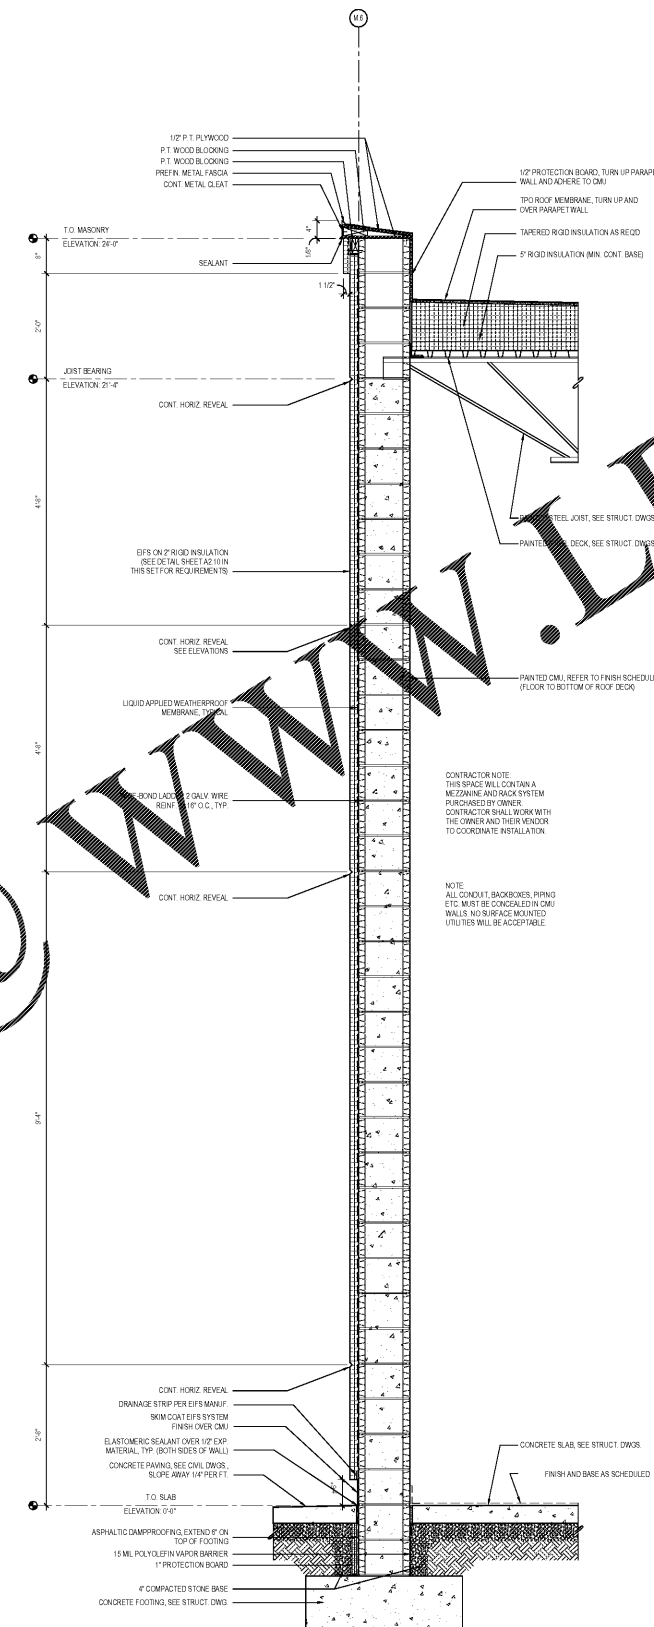 M.6
1/2" P.T. PLYWOOD
P.T. WOOD BLOCKING
P.T. WOOD BLOCKING
PREFIN. METAL FASCIA
CONT. METAL CLEAT
1/2" PROTECTION BOARD, TURN UP PARAPE
WALL AND ADHERE TO CMU
TPO ROOF MEMBRANE, TURN UP AND
OVER PARAPET WALL
TAPERED RIGID INSULATION AS REQ'D
5" RIGID INSULATION (MIN. CONT. BASE)
T.O. MASONRY
ELEVATION: 24'-0"
4"
8"
SEALANT
1/8"
1 1/2"
2'-0"
JOIST BEARING
ELEVATION: 21'-4"
CONT. HORIZ. REVEAL
4'-8"
STEEL JOIST, SEE STRUCT. DWGS
PAINTED DECK, SEE STRUCT. DWGS
EIFS ON 2" RIGID INSULATION
(SEE DETAIL SHEET A2.10 IN
THIS SET FOR REQUIREMENTS)
CONT. HORIZ. REVEAL
SEE ELEVATIONS
PAINTED CMU, REFER TO FINISH SCHEDUL
(FLOOR TO BOTTOM OF ROOF DECK)
LIQUID APPLIED WEATHERPROOF
MEMBRANE, TYPICAL
4'-8"
-BOND LADDER, 2 GALV. WIRE
REINF. 16" O.C., TYP.
CONTRACTOR NOTE:
THIS SPACE WILL CONTAIN A
MEZZANINE AND RACK SYSTEM
PURCHASED BY OWNER.
CONTRACTOR SHALL WORK WITH
THE OWNER AND THEIR VENDOR
TO COORDINATE INSTALLATION.
CONT. HORIZ. REVEAL
NOTE:
ALL CONDUIT, BACKBOXES, PIPING
ETC. MUST BE CONCEALED IN CMU
WALLS. NO SURFACE MOUNTED
UTILITIES WILL BE ACCEPTABLE.
© WWW.L
9'-4"
CONT. HORIZ. REVEAL
DRAINAGE STRIP PER EIFS MANUF.
SKIM COAT EIFS SYSTEM
FINISH OVER CMU
2'-8"
ELASTOMERIC SEALANT OVER 1/2" EXP.
MATERIAL, TYP. (BOTH SIDES OF WALL)
CONCRETE PAVING, SEE CIVIL DWGS.,
SLOPE AWAY 1/4" PER FT.
CONCRETE SLAB, SEE STRUCT. DWGS.
FINISH AND BASE AS SCHEDULED
T.O. SLAB
ELEVATION: 0'-0"
ASPHALTIC DAMPPROOFING, EXTEND 6" ON
TOP OF FOOTING
15 MIL POLYOLEFIN VAPOR BARRIER
1" PROTECTION BOARD
4" COMPACTED STONE BASE
CONCRETE FOOTING, SEE STRUCT. DWG.